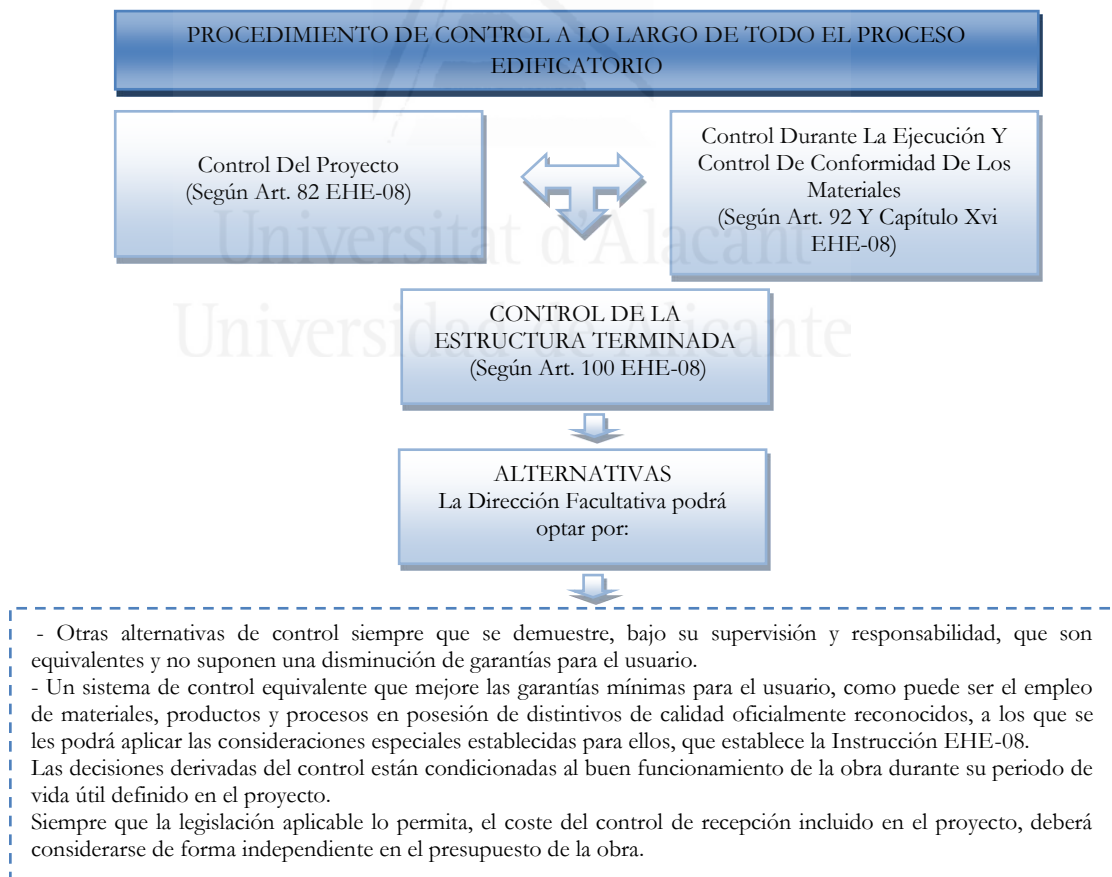 PROCEDIMIENTO DE CONTROL A LO LARGO DE TODO EL PROCESO
EDIFICATORIO
Control Del Proyecto
(Según Art. 82 EHE-08)
Control Durante La Ejecución Y
Control De Conformidad De Los
Materiales
(Según Art. 92 Y Capítulo Xvi
EHE-08)
Universitat d'Alacant
Universidad de Alicante
CONTROL DE LA
ESTRUCTURA TERMINADA
(Según Art. 100 EHE-08)
ALTERNATIVAS
La Dirección Facultativa podrá
optar por:
- Otras alternativas de control siempre que se demuestre, bajo su supervisión y responsabilidad, que son
equivalentes y no suponen una disminución de garantías para el usuario.
- Un sistema de control equivalente que mejore las garantías mínimas para el usuario, como puede ser el empleo
de materiales, productos y procesos en posesión de distintivos de calidad oficialmente reconocidos, a los que se
les podrá aplicar las consideraciones especiales establecidas para ellos, que establece la Instrucción EHE-08.
Las decisiones derivadas del control están condicionadas al buen funcionamiento de la obra durante su periodo de
vida útil definido en el proyecto.
Siempre que la legislación aplicable lo permita, el coste del control de recepción incluido en el proyecto, deberá
considerarse de forma independiente en el presupuesto de la obra.